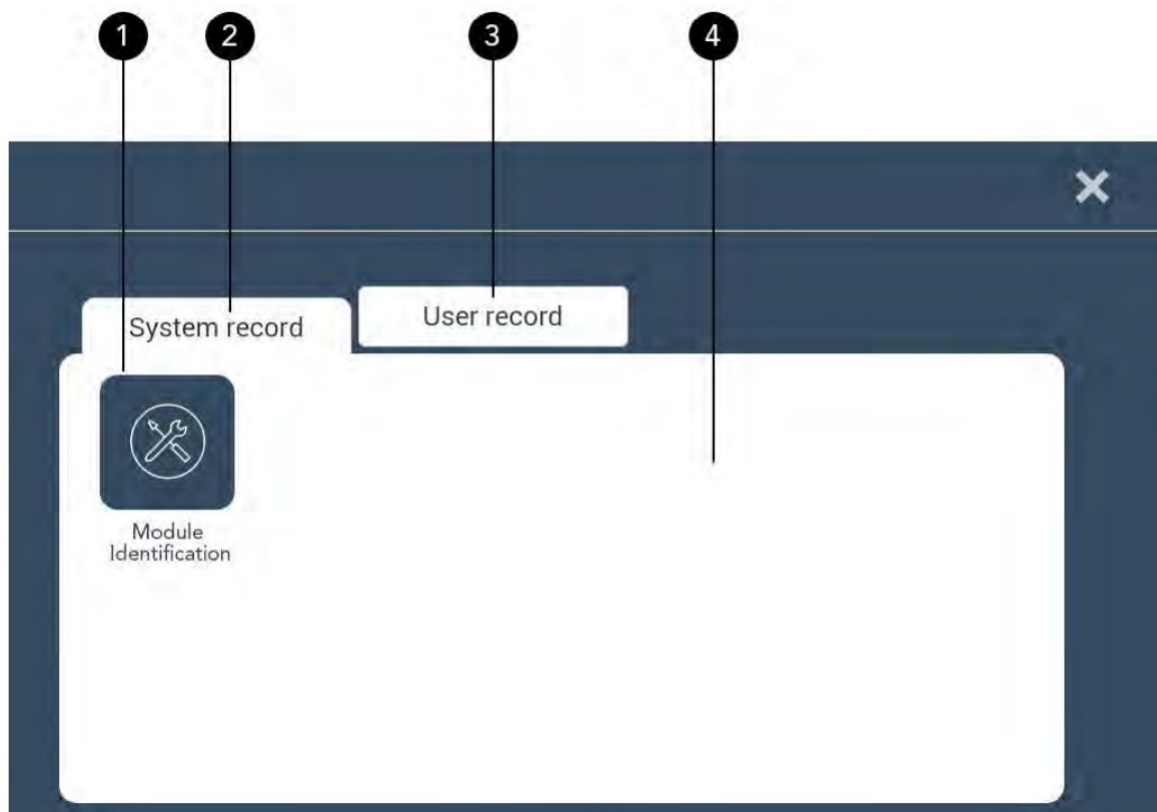 1 2 3 4
System record
User record
Module
Identification